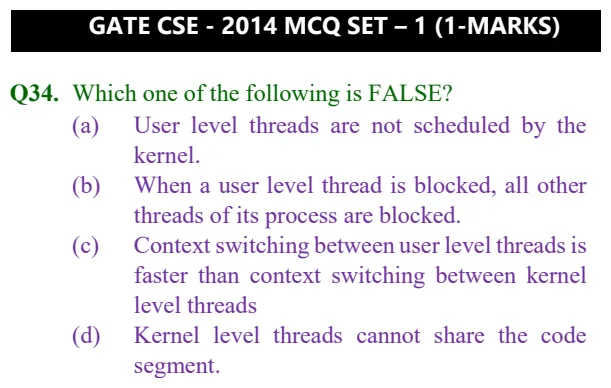 GATE CSE - 2014 MCQ SET – 1 (1-MARKS)
Q34. Which one of the following is FALSE?
(a) User level threads are not scheduled by the
kernel.
(b) When a user level thread is blocked, all other
threads of its process are blocked.
(c) Context switching between user level threads is
faster than context switching between kernel
level threads
(d) Kernel level threads cannot share the code
segment.